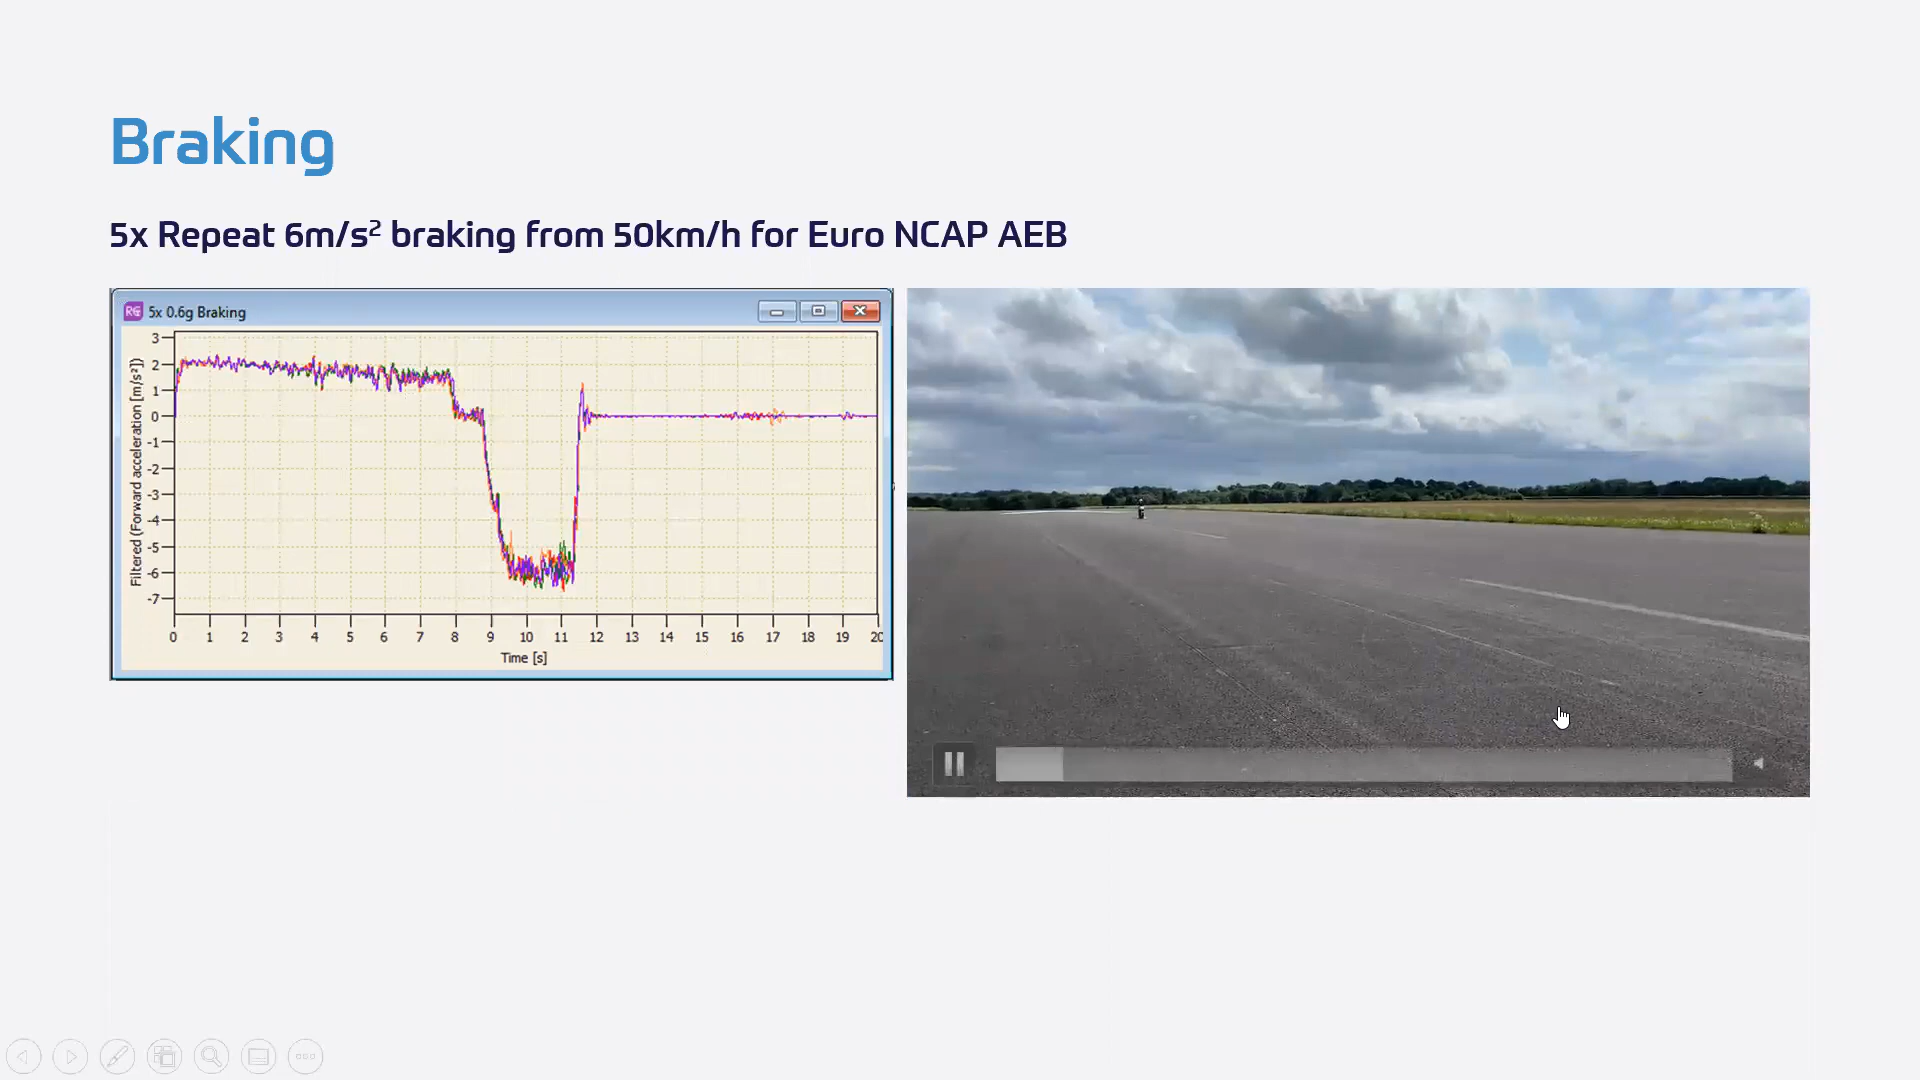 Braking
5x Repeat 6m/s² braking from 50km/h for Euro NCAP AEB
RC 5x 0.6g Braking
Filtered (Forward acceleration [m/s²])
3
2
1
0
-1
-2
-3
-4
-5
-6
-7
0 1 2 3 4 5 6 7 8 9 10 11 12 13 14 15 16 17 18 19 20
Time [s]